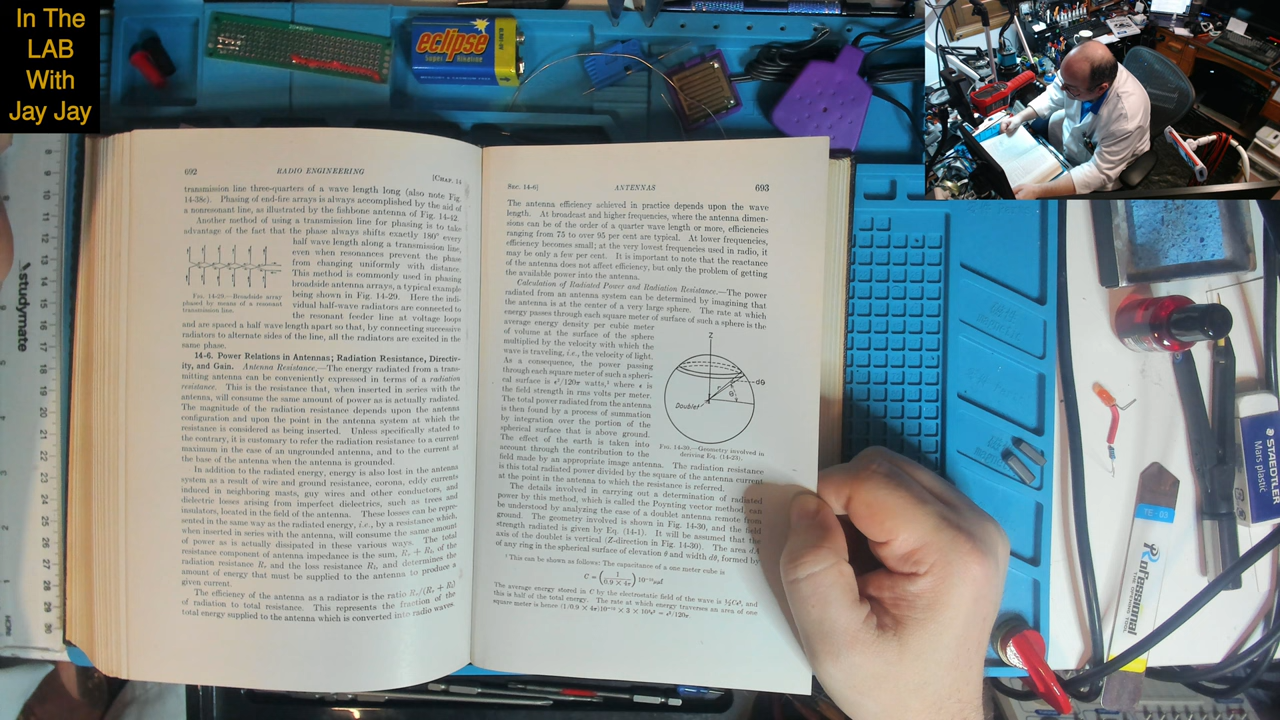 In The
LAB
With
Jay Jay
eclipse
Super Alkaline
studymate
692 RADIO ENGINEERING [CHAP. 14
transmission line three-quarters of a wave length long (also note Fig.
14-38c). Phasing of end-fire arrays is always accomplished by the aid of
a nonresonant line, as illustrated by the fishbone antenna of Fig. 14-12.
Another method of using a transmission line for phasing is to take
advantage of the fact that the phase always shifts exactly 180° every
half wave length along a transmission line,
even when resonances prevent the phase
from changing uniformly with distance.
This method is commonly used in phasing
broadside antenna arrays, a typical example
being shown in Fig. 14-29. Here the indi-
vidual half-wave radiators are connected to
the resonant feeder line at voltage loops
FIG. 14-29.—Broadside array
phased by means of a resonant
transmission line.
and are spaced a half wave length apart so that, by connecting successive
radiators to alternate sides of the line, all the radiators are excited in the
same phase.
14-6. Power Relations in Antennas; Radiation Resistance, Directiv-
ity, and Gain. Antenna Resistance.—The energy radiated from a trans-
mitting antenna can be conveniently expressed in terms of a radiation
resistance. This is the resistance that, when inserted in series with the
antenna, will consume the same amount of power as is actually radiated.
The magnitude of the radiation resistance depends upon the antenna
configuration and upon the point in the antenna system at which the
resistance is considered as being inserted. Unless specifically stated to
the contrary, it is customary to refer the radiation resistance to a current
maximum in the case of an ungrounded antenna, and to the current at
the base of the antenna when the antenna is grounded.
In addition to the radiated energy, energy is also lost in the antenna
system as a result of wire and ground resistance, corona, eddy currents
induced in neighboring masts, guy wires and other conductors, and
dielectric losses arising from imperfect dielectrics, such as trees and
insulators, located in the field of the antenna. These losses can be repre-
sented in the same way as the radiated energy, i.e., by a resistance which,
when inserted in series with the antenna, will consume the same amount
of power as is actually dissipated in these various ways. The total
resistance component of antenna impedance is the sum, Rr + Rl, of the
radiation resistance Rr and the loss resistance Rl, and determines the
amount of energy that must be supplied to the antenna to produce a
given current.
The efficiency of the antenna as a radiator is the ratio Rr/(Rr + Rl)
of radiation to total resistance. This represents the fraction of the
total energy supplied to the antenna which is converted into radio waves.
SEC. 14-6] ANTENNAS 693
The antenna efficiency achieved in practice depends upon the wave
length. At broadcast and higher frequencies, where the antenna dimen-
sions can be of the order of a quarter wave length or more, efficiencies
ranging from 75 to over 95 per cent are typical. At lower frequencies,
efficiency becomes small; at the very lowest frequencies used in radio, it
may be only a few per cent. It is important to note that the reactance
of the antenna does not affect efficiency, but only the problem of getting
the available power into the antenna.
Calculation of Radiated Power and Radiation Resistance.—The power
radiated from an antenna system can be determined by imagining that
the antenna is at the center of a very large sphere. The rate at which
energy passes through each square meter of surface of such a sphere is the
average energy density per cubic meter
of volume at the surface of the sphere
multiplied by the velocity with which the
wave is traveling, i.e., the velocity of light.
As a consequence, the power passing
through each square meter of such a spheri-
cal surface is ε²/120π watts,¹ where ε is
the field strength in rms volts per meter.
The total power radiated from the antenna
is then found by a process of summation
by integration over the portion of the
spherical surface that is above ground.
The effect of the earth is taken into
account through the contribution to the
Z
dθ
r
θ
Doublet
FIG. 14-30.—Geometry involved in
deriving Eq. (14-23).
field made by an appropriate image antenna. The radiation resistance
is this total radiated power divided by the square of the antenna current
at the point in the antenna to which the resistance is referred.
The details involved in carrying out a determination of radiated
power by this method, which is called the Poynting vector method, can
be understood by analyzing the case of a doublet antenna remote from
ground. The geometry involved is shown in Fig. 14-30, and the field
strength radiated is given by Eq. (14-1). It will be assumed that the
axis of the doublet is vertical (Z-direction in Fig. 14-30). The area dA
of any ring in the spherical surface of elevation θ and width dθ, formed by
¹ This can be shown as follows: The capacitance of a one meter cube is
The average energy stored in C by the electrostatic field of the wave is ½Cε², and
this is half of the total energy. The rate at which energy traverses an area of one
STAEDTLER
Mars plastic
TE-93
Professional